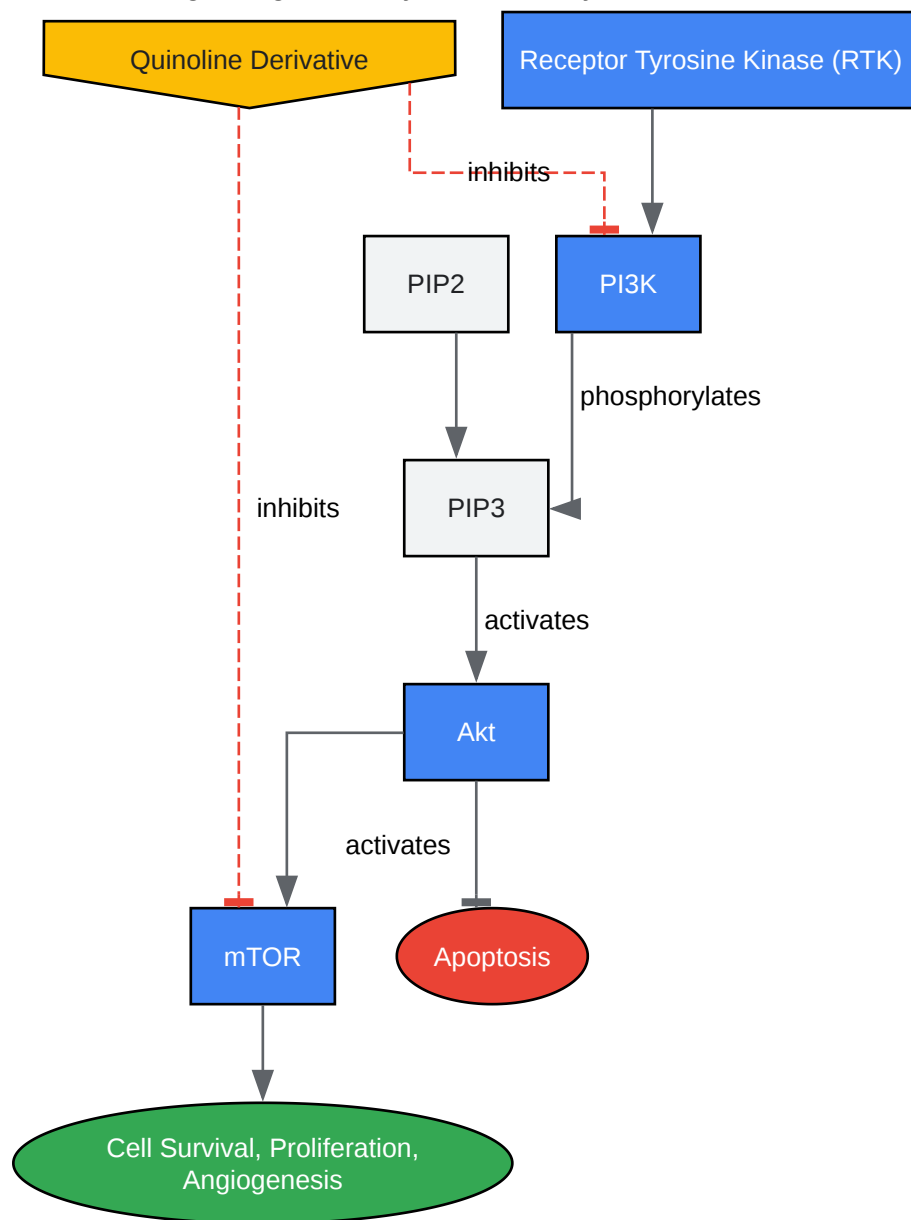 Quinoline Derivative
Receptor Tyrosine Kinase (RTK)
inhibits
PIP2
PI3K
phosphorylates
PIP3
inhibits
activates
Akt
activates
mTOR
Apoptosis
Cell Survival, Proliferation,
Angiogenesis